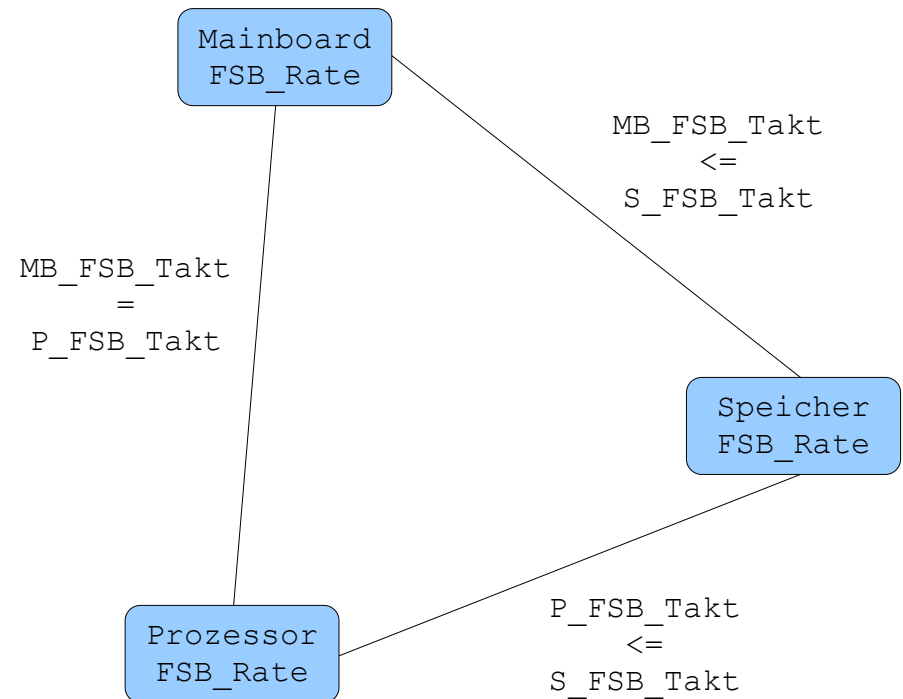 Mainboard
FSB_Rate
MB_FSB_Takt
<=
S_FSB_Takt
MB_FSB_Takt
=
P_FSB_Takt
Speicher
FSB_Rate
Prozessor
FSB_Rate
P_FSB_Takt
<=
S_FSB_Takt